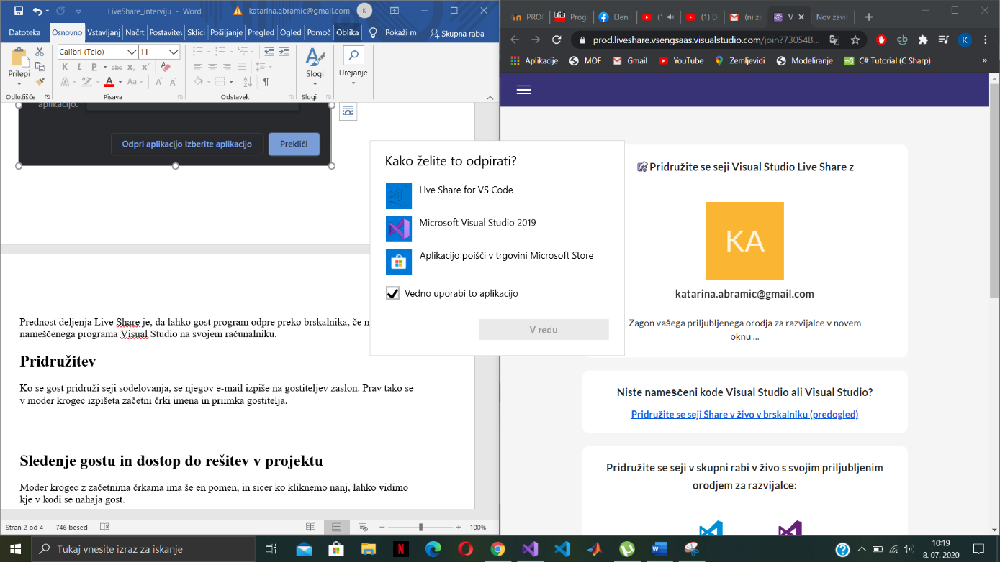 LiveShare_interviju - Word
katarina.abramic@gmail.com
K
Datoteka
Osnovno
Vstavljanj
Načrt
Postavitev
Sklici
Pošiljanje
Pregled
Ogled
Pomoč
Oblika
Pokaži m
Skupna raba
Prilepi
Calibri (Telo)
11
K L P abc x₂ x²
Aa
Slogi
Urejanje
Odložišče
Pisava
Odstavek
Slogi
aplikacijo.
Odpri aplikacijo Izberite aplikacijo
Prekliči
Prednost deljenja Live Share je, da lahko gost program odpre preko brskalnika, če n
nameščenega programa Visual Studio na svojem računalniku.
Pridružitev
Ko se gost pridruži seji sodelovanja, se njegov e-mail izpiše na gostiteljev zaslon. Prav tako se
v moder krogec izpišeta začetni črki imena in priimka gostitelja.
Sledenje gostu in dostop do rešitev v projektu
Moder krogec z začetnima črkama ima še en pomen, in sicer ko kliknemo nanj, lahko vidimo
kje v kodi se nahaja gost.
Stran 2 od 4
746 besed
100%
Kako želite to odpirati?
Live Share for VS Code
Microsoft Visual Studio 2019
Aplikacijo poišči v trgovini Microsoft Store
Vedno uporabi to aplikacijo
V redu
PRO
Prog
Elen
(1
(1) D
(ni za
V
Nov zavih
prod.liveshare.vsengsaas.visualstudio.com/join?73054B...
K
Aplikacije
MOF
Gmail
YouTube
Zemljevidi
Modeliranje
C# Tutorial (C Sharp)
»
Pridružite se seji Visual Studio Live Share z
KA
katarina.abramic@gmail.com
Zagon vašega priljubljenega orodja za razvijalce v novem
oknu ...
Niste nameščeni kode Visual Studio ali Visual Studio?
Pridružite se seji Share v živo v brskalniku (predogled)
Pridružite se seji v skupni rabi v živo s svojim priljubljenim
orodjem za razvijalce:
Tukaj vnesite izraz za iskanje
10:19
8. 07. 2020